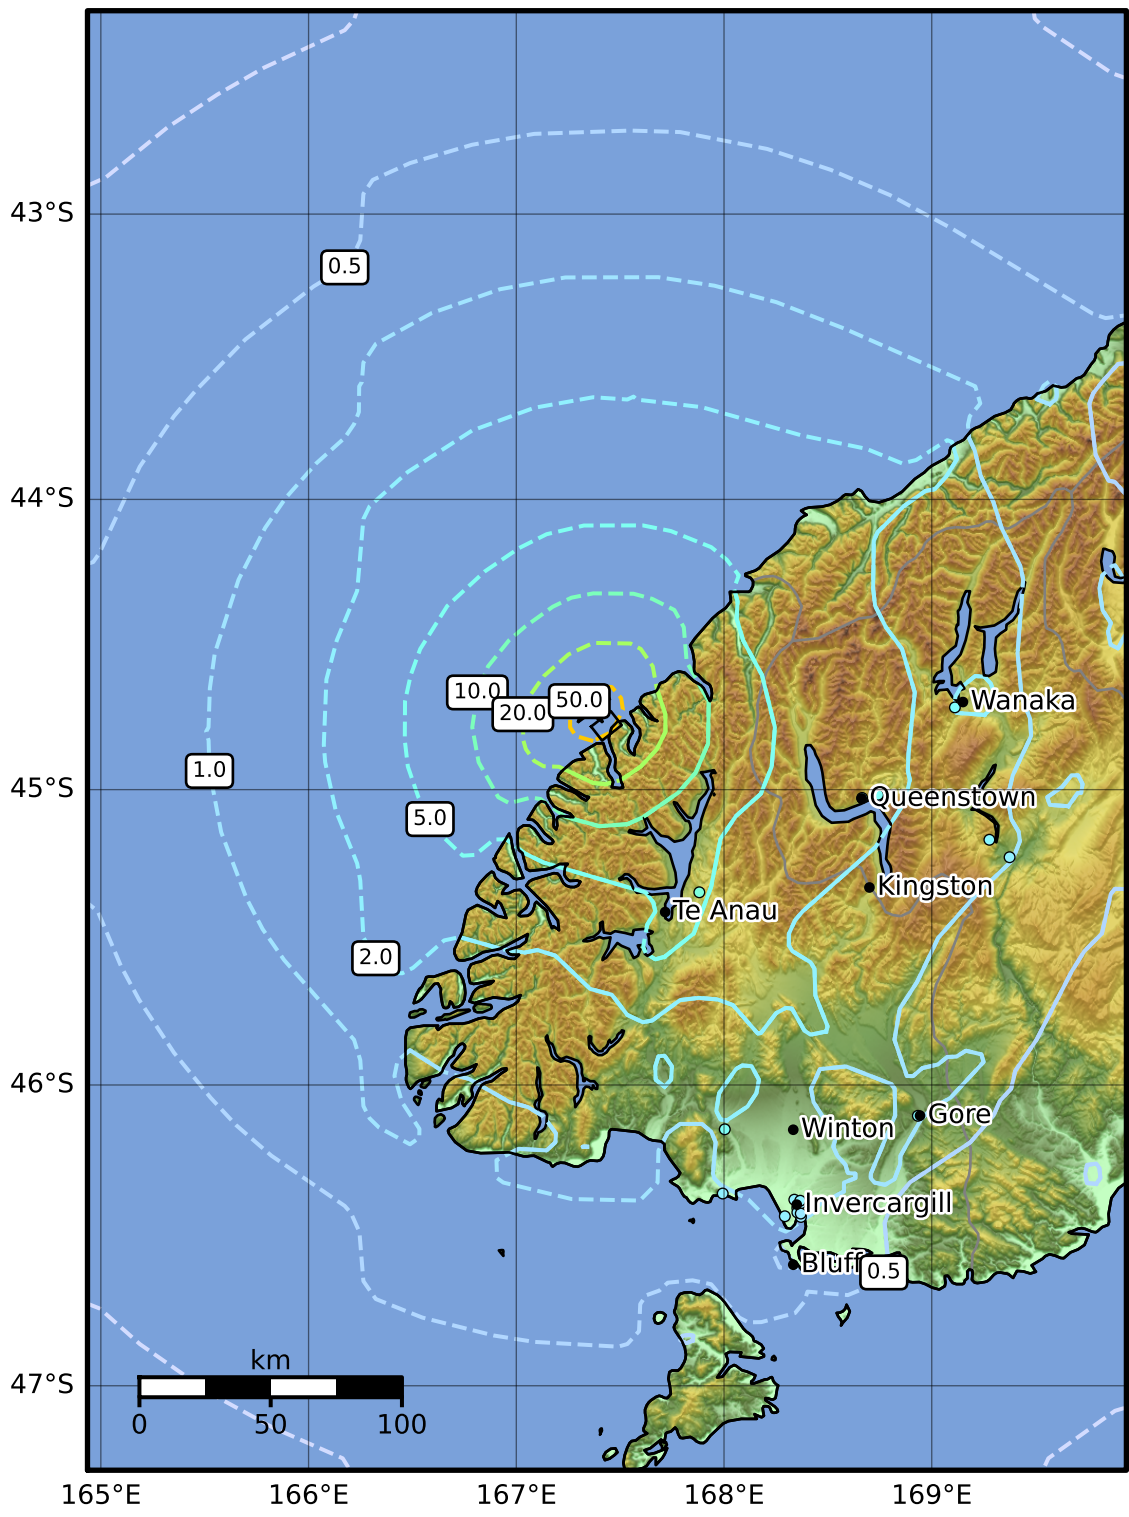 0.5
43°S
44°S
10.0
20.0
50.0
Wanaka
1.0
45°S
5.0
Queenstown
Kingston
Te Anau
2.0
46°S
Gore
Winton
Invercargill
Bluff
0.5
km
47°S
0
50
100
165°E
166°E
167°E
168°E
169°E